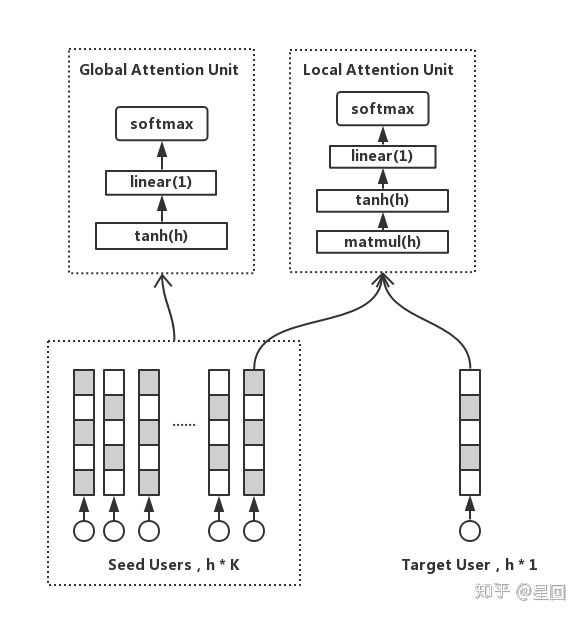 Global Attention Unit
softmax
linear(1)
tanh(h)
Local Attention Unit
softmax
linear(1)
tanh(h)
matmul(h)
......
Seed Users , h * K
Target User , h * 1
知乎 @星回